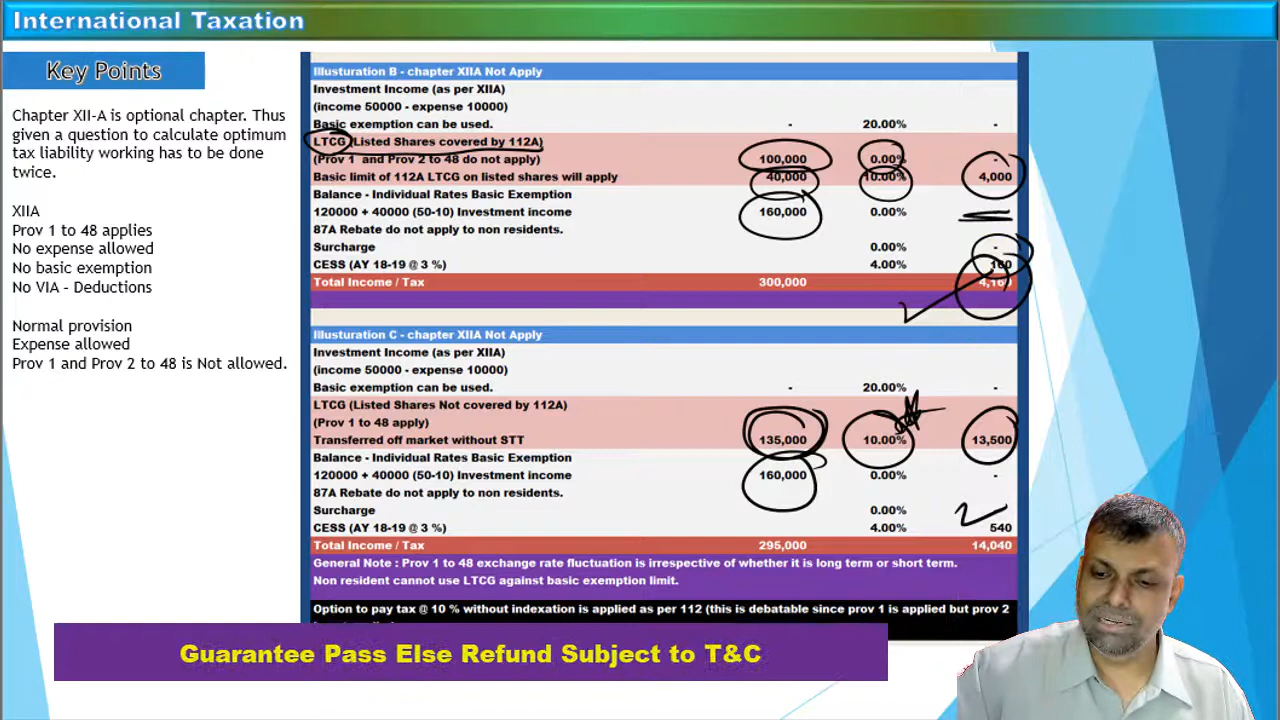 International Taxation
Key Points
Chapter XII-A is optional chapter. Thus
given a question to calculate optimum
tax liability working has to be done
twice.
XIIA
Prov 1 to 48 applies
No expense allowed
No basic exemption
No VIA - Deductions
Normal provision
Expense allowed
Prov 1 and Prov 2 to 48 is Not allowed.
Illusturation B - chapter XIIA Not Apply
Investment Income (as per XIIA)
(income 50000 - expense 10000)
Basic exemption can be used. - 20.00% -
LTCG (Listed Shares covered by 112A)
(Prov 1 and Prov 2 to 48 do not apply) 100,000 0.00% -
Basic limit of 112A LTCG on listed shares will apply 40,000 10.00% 4,000
Balance - Individual Rates Basic Exemption
120000 + 40000 (50-10) Investment income 160,000 0.00%
87A Rebate do not apply to non residents.
Surcharge 0.00% -
CESS (AY 18-19 @ 3 %) 4.00% 160
Total Income / Tax 300,000 4,160
Illusturation C - chapter XIIA Not Apply
Investment Income (as per XIIA)
(income 50000 - expense 10000)
Basic exemption can be used. - 20.00% -
LTCG (Listed Shares Not covered by 112A)
(Prov 1 to 48 apply)
Transferred off market without STT 135,000 10.00% 13,500
Balance - Individual Rates Basic Exemption
120000 + 40000 (50-10) Investment income 160,000 0.00% -
87A Rebate do not apply to non residents.
Surcharge 0.00%
CESS (AY 18-19 @ 3 %) 4.00% 540
Total Income / Tax 295,000 14,040
General Note : Prov 1 to 48 exchange rate fluctuation is irrespective of whether it is long term or short term.
Non resident cannot use LTCG against basic exemption limit.
Option to pay tax @ 10 % without indexation is applied as per 112 (this is debatable since prov 1 is applied but prov 2
Guarantee Pass Else Refund Subject to T&C